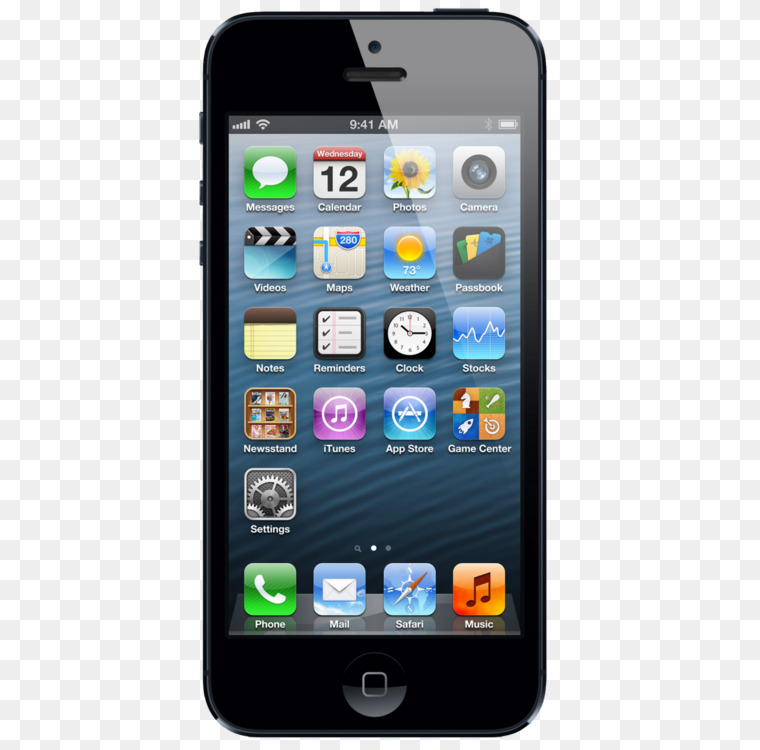 9:41 AM
Wednesday
12
Messages Calendar Photos Camera
280
73°
Videos Maps Weather Passbook
Notes Reminders Clock Stocks
Newsstand iTunes App Store Game Center
Settings
Phone Mail Safari Music